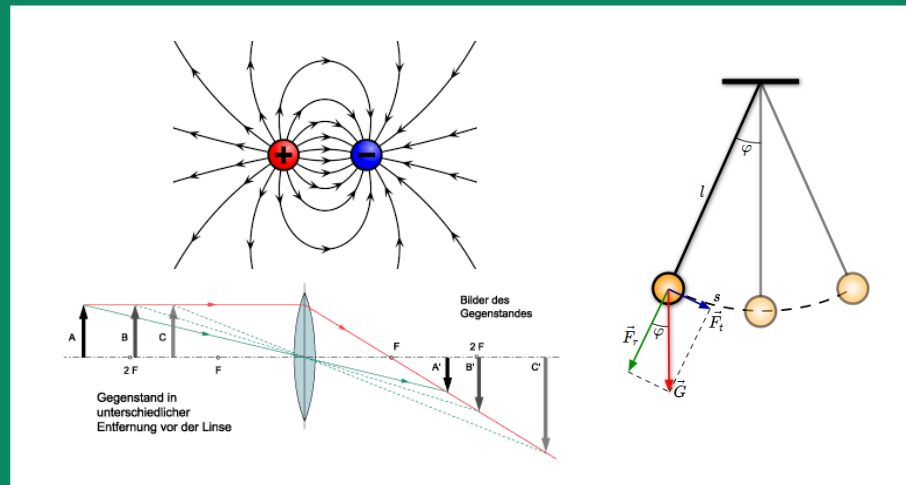 +
−
φ
l
s
F⃗t
F⃗r
φ
G⃗
Bilder des
Gegenstandes
A
B
C
F
2 F
2 F
F
A'
B'
C'
Gegenstand in
unterschiedlicher
Entfernung vor der Linse